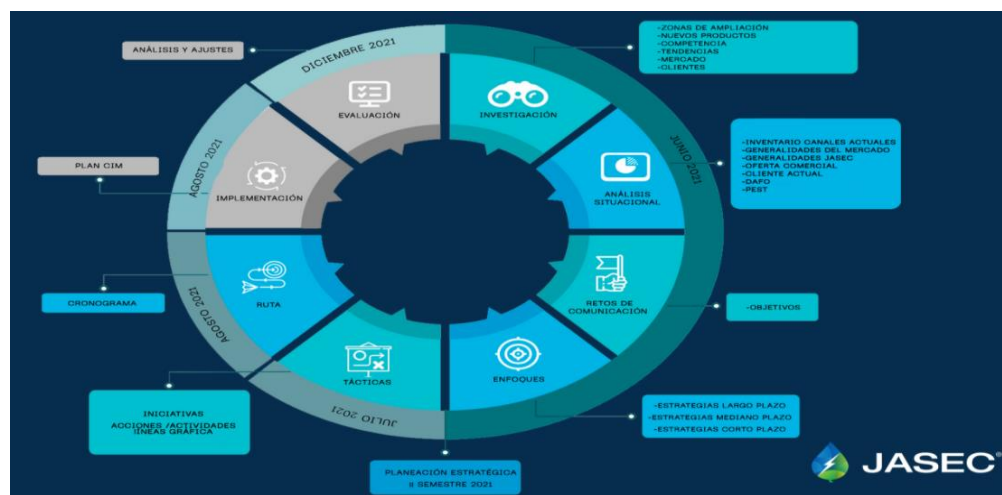 DICIEMBRE 2021
ANÁLISIS Y AJUSTES
EVALUACIÓN
INVESTIGACIÓN
-ZONAS DE AMPLIACIÓN
-NUEVOS PRODUCTOS
-COMPETENCIA
-TENDENCIAS
-MERCADO
-CLIENTES
JUNIO 2021
ANÁLISIS
SITUACIONAL
-INVENTARIO CANALES ACTUALES
-GENERALIDADES DEL MERCADO
-GENERALIDADES JASEC
-OFERTA COMERCIAL
-CLIENTE ACTUAL
-DAFO
-PEST
RETOS DE
COMUNICACIÓN
-OBJETIVOS
ENFOQUES
-ESTRATEGIAS LARGO PLAZO
-ESTRATEGIAS MEDIANO PLAZO
-ESTRATEGIAS CORTO PLAZO
JULIO 2021
PLANEACIÓN ESTRATÉGICA
II SEMESTRE 2021
TÁCTICAS
INICIATIVAS
ACCIONES /ACTIVIDADES
LÍNEAS GRÁFICA
AGOSTO 2021
RUTA
CRONOGRAMA
AGOSTO 2021
IMPLEMENTACIÓN
PLAN CIM
JASEC®